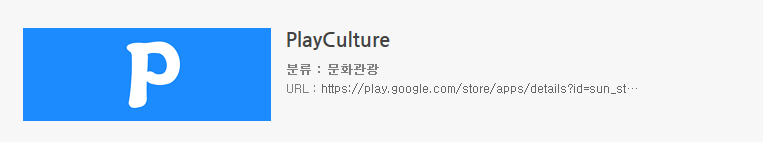 P
PlayCulture
분류 : 문화관광
URL : https://play.google.com/store/apps/details?id=sun_st···